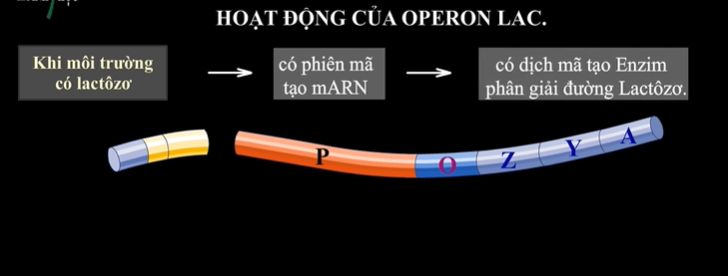 HOẠT ĐỘNG CỦA OPERON LAC.
Khi môi trường
có lactôzơ
có phiên mã
tạo mARN
có dịch mã tạo Enzim
phân giải đường Lactôzơ.
P
O
Z
Y
A